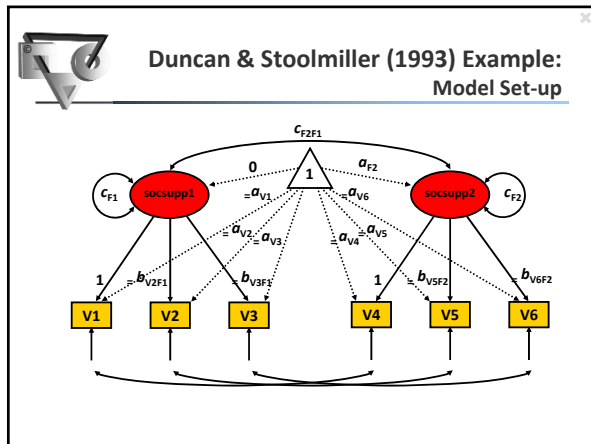 ©
Duncan & Stoolmiller (1993) Example:
Model Set-up
cF2F1
0
1
aF2
cF1
socsupp1
=aV1
=aV6
socsupp2
cF2
=aV2
=aV3
=aV4
=aV5
1
=bV2F1
=bV3F1
1
=bV5F2
=bV6F2
V1 V2 V3 V4 V5 V6